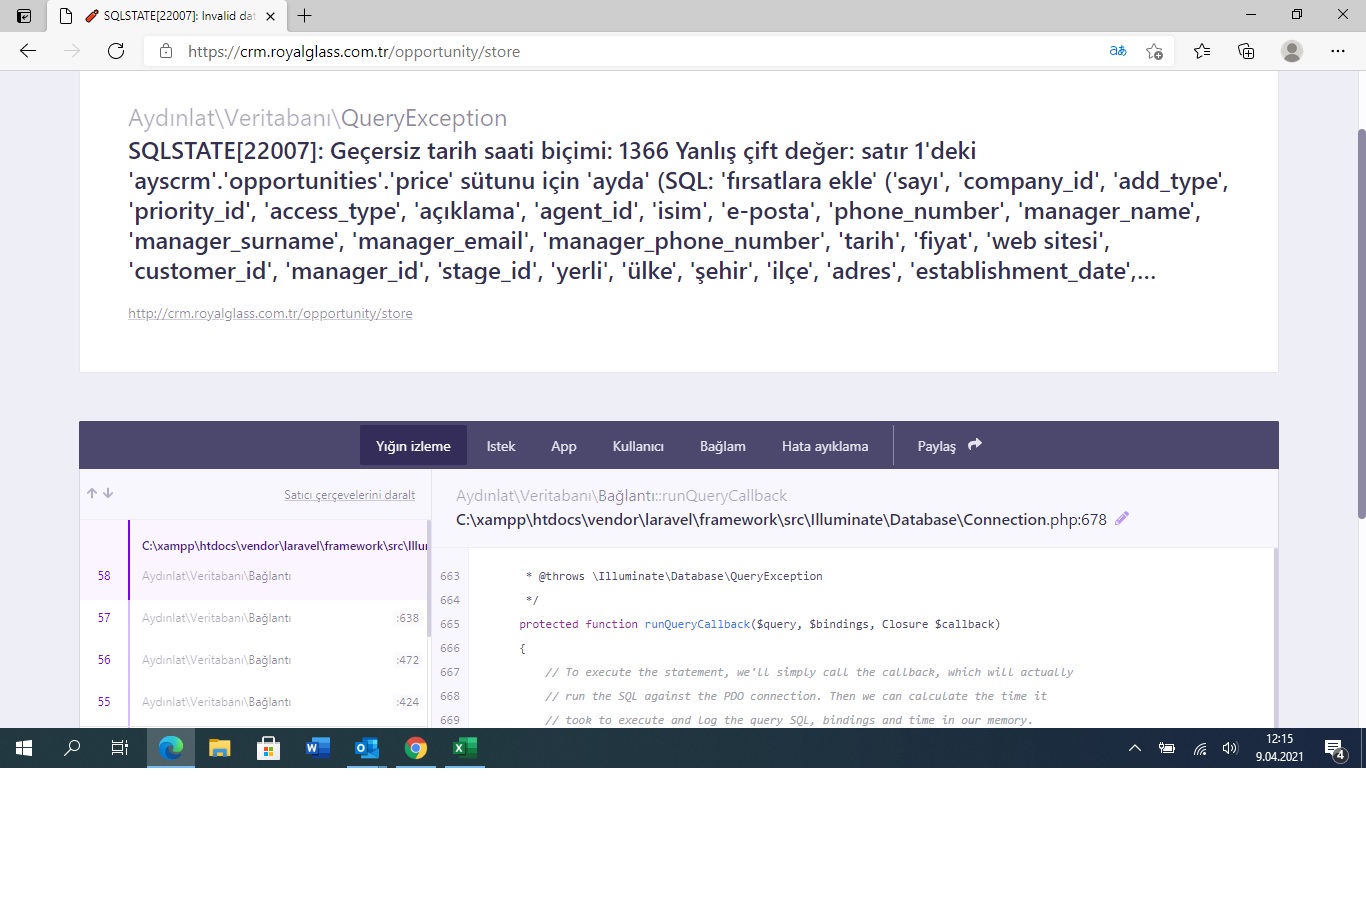 SQLSTATE[22007]: Invalid dat
https://crm.royalglass.com.tr/opportunity/store
Aydınlat\Veritabanı\QueryException
SQLSTATE[22007]: Geçersiz tarih saati biçimi: 1366 Yanlış çift değer: satır 1'deki
'ayscrm'.'opportunities'.'price' sütunu için 'ayda' (SQL: 'fırsatlara ekle' ('sayı', 'company_id', 'add_type',
'priority_id', 'access_type', 'açıklama', 'agent_id', 'isim', 'e-posta', 'phone_number', 'manager_name',
'manager_surname', 'manager_email', 'manager_phone_number', 'tarih', 'fiyat', 'web sitesi',
'customer_id', 'manager_id', 'stage_id', 'yerli', 'ülke', 'şehir', 'ilçe', 'adres', 'establishment_date',...
http://crm.royalglass.com.tr/opportunity/store
Yığın izleme Istek App Kullanıcı Bağlam Hata ayıklama Paylaş
Satıcı çerçevelerini daralt
Aydınlat\Veritabanı\Bağlantı::runQueryCallback
C:\xampp\htdocs\vendor\laravel\framework\src\Illuminate\Database\Connection.php:678
C:\xampp\htdocs\vendor\laravel\framework\src\Illu
58 Aydınlat\Veritabanı\Bağlantı
57 Aydınlat\Veritabanı\Bağlantı :638
56 Aydınlat\Veritabanı\Bağlantı :472
55 Aydınlat\Veritabanı\Bağlantı :424
663 * @throws \Illuminate\Database\QueryException
664 */
665 protected function runQueryCallback($query, $bindings, Closure $callback)
666 {
667 // To execute the statement, we'll simply call the callback, which will actually
668 // run the SQL against the PDO connection. Then we can calculate the time it
669 // took to execute and log the query SQL, bindings and time in our memory.
12:15
9.04.2021
4